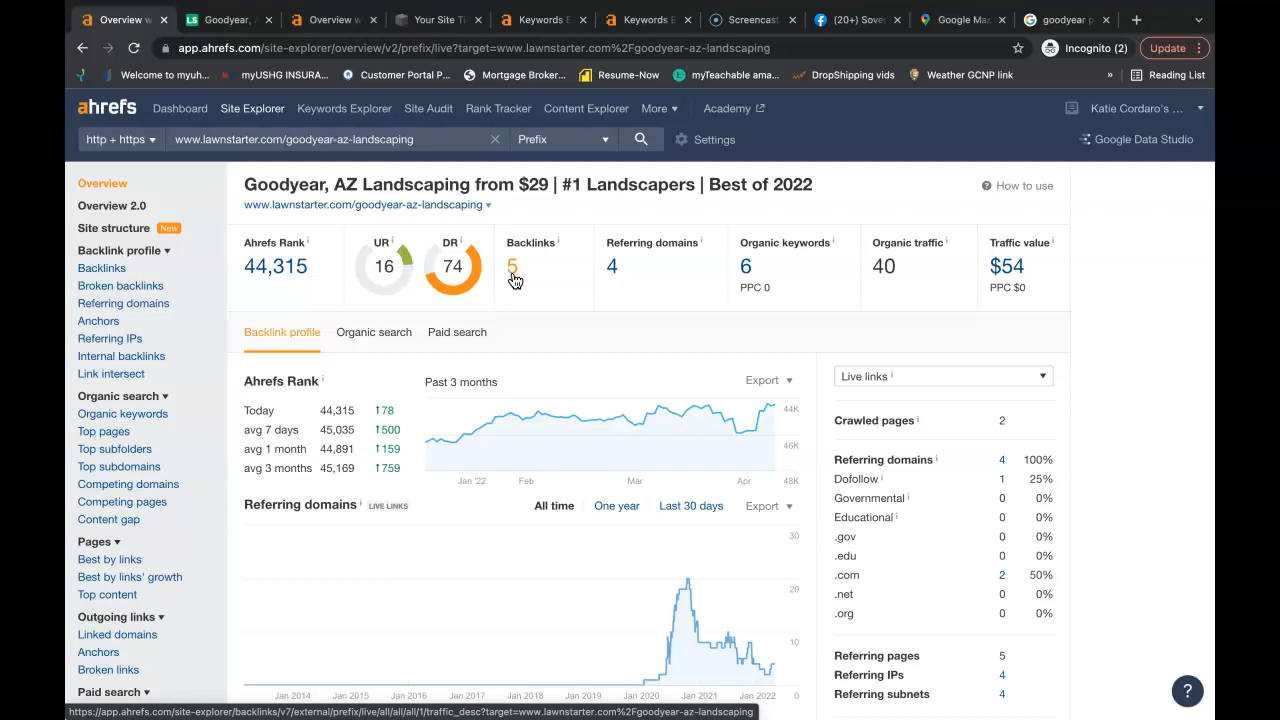 Overview w
Goodyear, A
Overview w
Your Site Ti
Keywords E
Keywords E
Screencast
(20+) Sove
Google Ma
goodyear p
app.ahrefs.com/site-explorer/overview/v2/prefix/live?target=www.lawnstarter.com%2Fgoodyear-az-landscaping
Incognito (2)
Update
Welcome to myuh...
myUSHG INSURA...
Customer Portal P...
Mortgage Broker...
Resume-Now
myTeachable ama...
DropShipping vids
Weather GCNP link
»
Reading List
ahrefs
Dashboard
Site Explorer
Keywords Explorer
Site Audit
Rank Tracker
Content Explorer
More
Academy
Katie Cordaro's ...
http + https
www.lawnstarter.com/goodyear-az-landscaping
Prefix
Settings
Google Data Studio
Overview
Overview 2.0
Site structure New
Backlink profile
Backlinks
Broken backlinks
Referring domains
Anchors
Referring IPs
Internal backlinks
Link intersect
Organic search
Organic keywords
Top pages
Top subfolders
Top subdomains
Competing domains
Competing pages
Content gap
Pages
Best by links
Best by links' growth
Top content
Outgoing links
Linked domains
Anchors
Broken links
Paid search
Goodyear, AZ Landscaping from $29 | #1 Landscapers | Best of 2022
How to use
www.lawnstarter.com/goodyear-az-landscaping
Ahrefs Rank
44,315
UR
16
DR
74
Backlinks
5
Referring domains
4
Organic keywords
6
PPC 0
Organic traffic
40
Traffic value
$54
PPC $0
Backlink profile
Organic search
Paid search
Ahrefs Rank
Past 3 months
Export
Today 44,315 ↑78
avg 7 days 45,035 ↑500
avg 1 month 44,891 ↑159
avg 3 months 45,169 ↑759
44K
46K
48K
Jan '22 Feb Mar Apr
Referring domains LIVE LINKS
All time
One year
Last 30 days
Export
30
20
10
0
Jan 2014 Jan 2015 Jan 2016 Jan 2017 Jan 2018 Jan 2019 Jan 2020 Jan 2021 Jan 2022
Live links
Crawled pages 2
Referring domains 4 100%
Dofollow 1 25%
Governmental 0 0%
Educational 0 0%
.gov 0 0%
.edu 0 0%
.com 2 50%
.net 0 0%
.org 0 0%
Referring pages 5
Referring IPs 4
Referring subnets 4
?
https://app.ahrefs.com/site-explorer/backlinks/v7/external/prefix/live/all/all/all/1/traffic_desc?target=www.lawnstarter.com%2Fgoodyear-az-landscaping